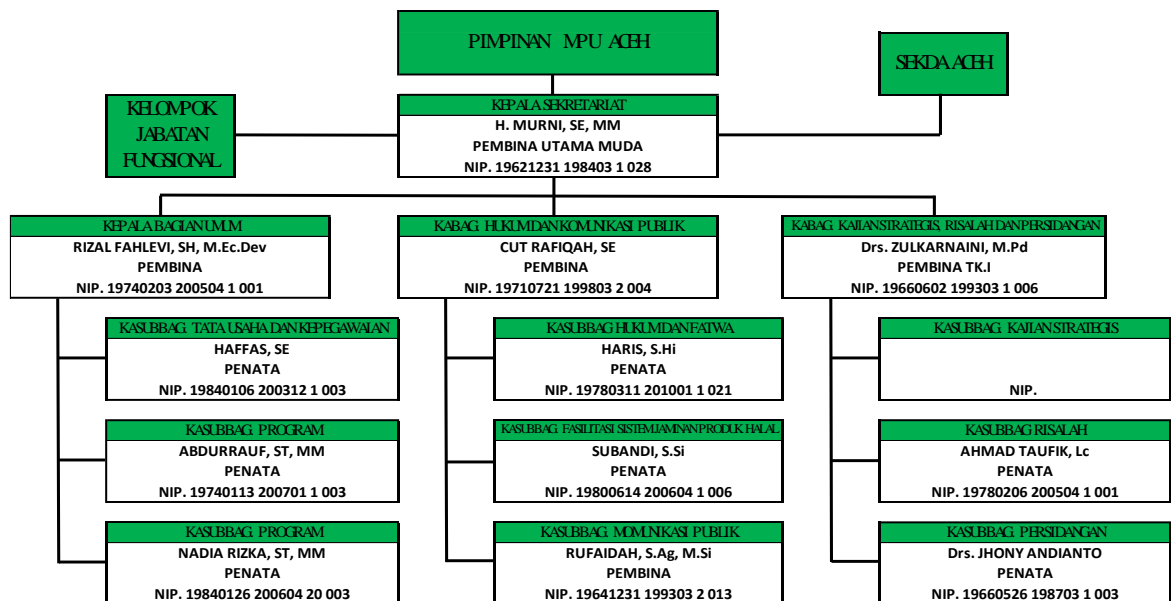 PIMPINAN MPU ACEH
SEKDA ACEH
KELOMPOK
JABATAN
FUNGSIONAL
KEPALA SEKRETARIAT
H. MURNI, SE, MM
PEMBINA UTAMA MUDA
NIP. 19621231 198403 1 028
KEPALA BAGIAN UMUM
RIZAL FAHLEVI, SH, M.Ec.Dev
PEMBINA
NIP. 19740203 200504 1 001
KABAG. HUKUM DAN KOMUNIKASI PUBLIK
CUT RAFIQAH, SE
PEMBINA
NIP. 19710721 199803 2 004
KABAG. KAJIAN STRATEGIS, RISALAH DAN PERSIDANGAN
Drs. ZULKARNAINI, M.Pd
PEMBINA TK.I
NIP. 19660602 199303 1 006
KASUBBAG. TATA USAHA DAN KEPEGAWAIAN
HAFFAS, SE
PENATA
NIP. 19840106 200312 1 003
KASUBBAG HUKUM DAN FATWA
HARIS, S.Hi
PENATA
NIP. 19780311 201001 1 021
KASUBBAG. KAJIAN STRATEGIS
NIP.
KASUBBAG. PROGRAM
ABDURRAUF, ST, MM
PENATA
NIP. 19740113 200701 1 003
KASUBBAG. FASILITASI SISTEM JAMINAN PRODUK HALAL
SUBANDI, S.Si
PENATA
NIP. 19800614 200604 1 006
KASUBBAG RISALAH
AHMAD TAUFIK, Lc
PENATA
NIP. 19780206 200504 1 001
KASUBBAG. PROGRAM
NADIA RIZKA, ST, MM
PENATA
NIP. 19840126 200604 20 003
KASUBBAG. MOMUNIKASI PUBLIK
RUFAIDAH, S.Ag, M.Si
PEMBINA
NIP. 19641231 199303 2 013
KASUBBAG. PERSIDANGAN
Drs. JHONY ANDIANTO
PENATA
NIP. 19660526 198703 1 003